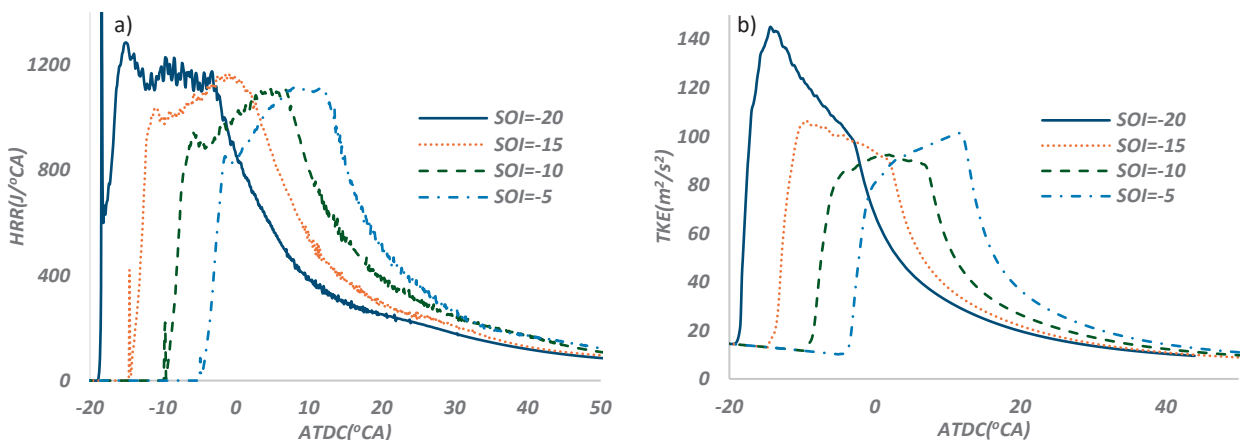 a)
HRR(J/°CA)
1200
800
400
0
-20 -10 0 10 20 30 40 50
ATDC(°CA)
SOI=-20
SOI=-15
SOI=-10
SOI=-5
b)
TKE(m²/s²)
140
120
100
80
60
40
20
0
-20 0 20 40
ATDC(°CA)
SOI=-20
SOI=-15
SOI=-10
SOI=-5